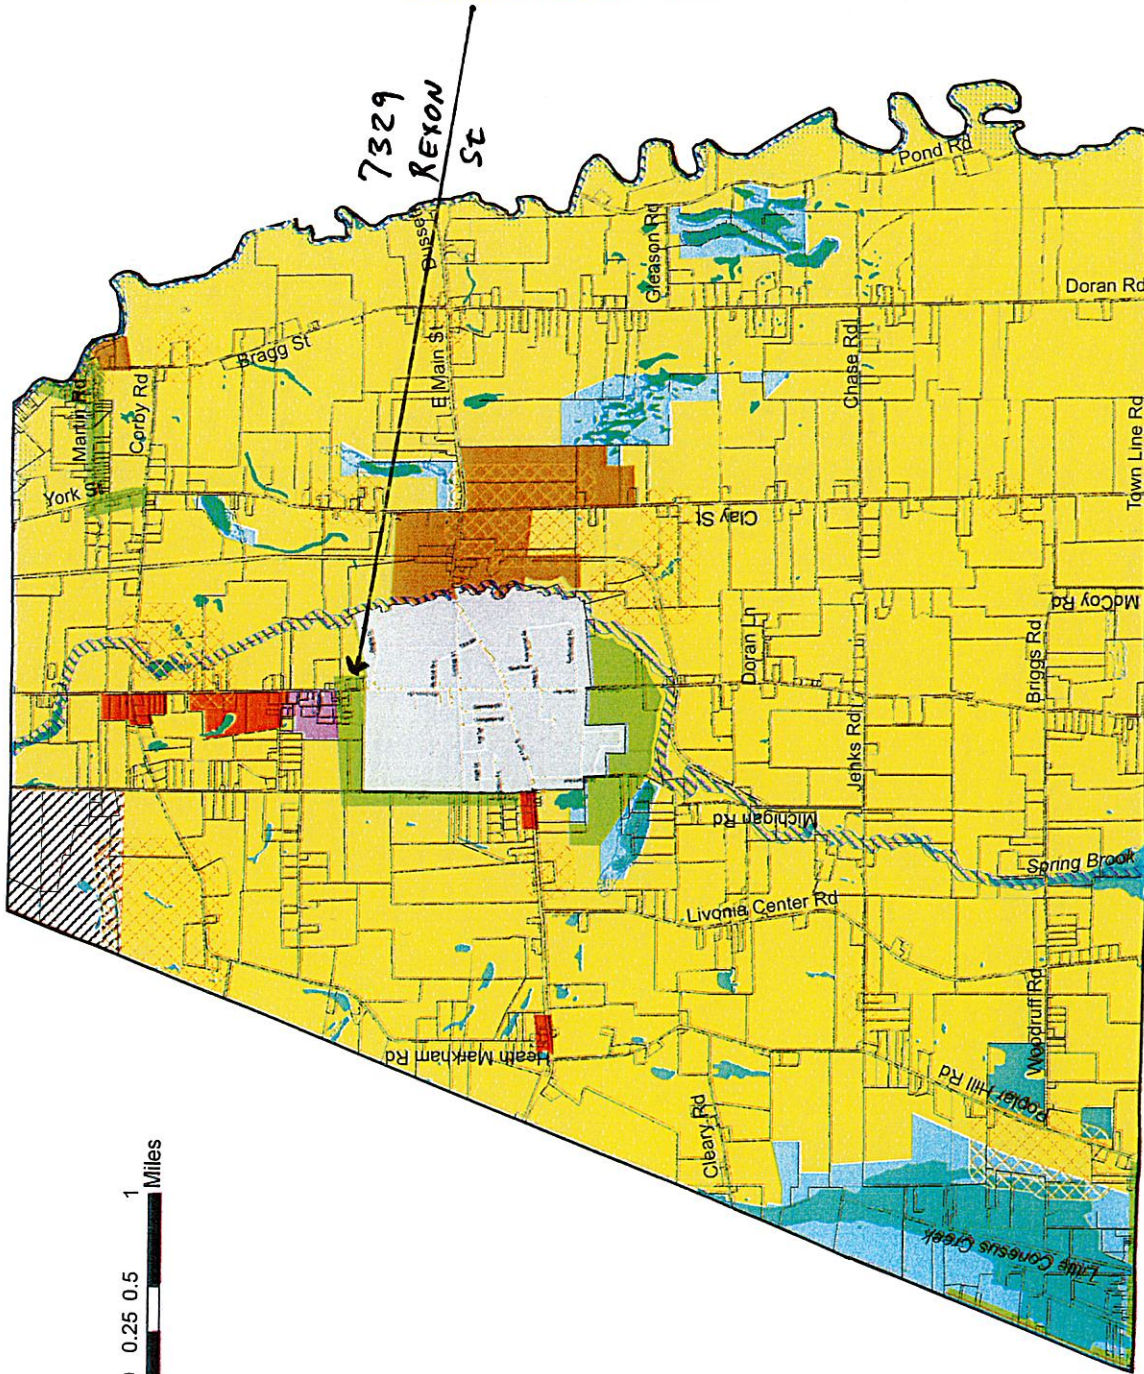 7329
REXON
St
Pond Rd
Gleason Rd
Doran Rd
Bragg St
E Main St
Chase Rd
Martin Rd
Corby Rd
Town Line Rd
Clay St
McCoy Rd
Doran Ln
Briggs Rd
Jenks Rd
Michigan Rd
Spring Brook
Livonia Center Rd
Woodruff Rd
Heath Markham Rd
Poplar Hill Rd
Cleary Rd
Little Conesus Creek
0.25 0.5 1
Miles